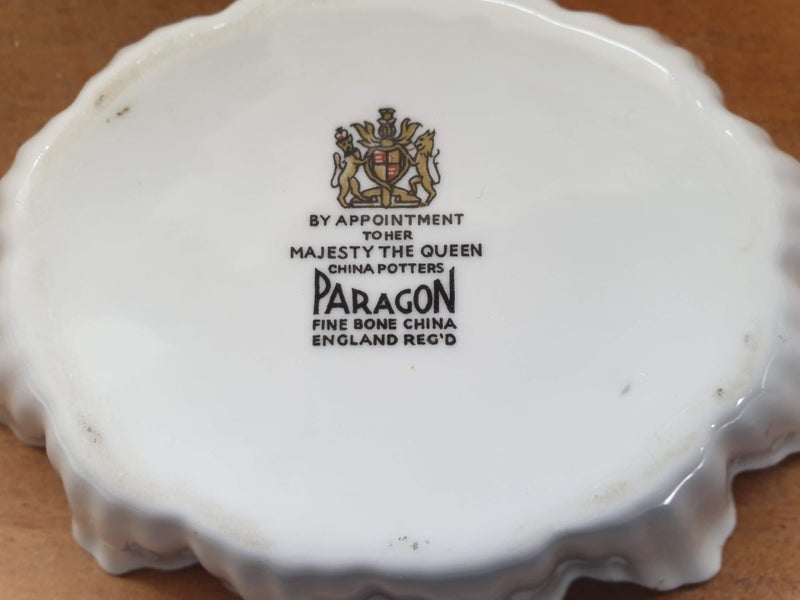 BY APPOINTMENT
TO HER
MAJESTY THE QUEEN
CHINA POTTERS
PARAGON
FINE BONE CHINA
ENGLAND REG'D